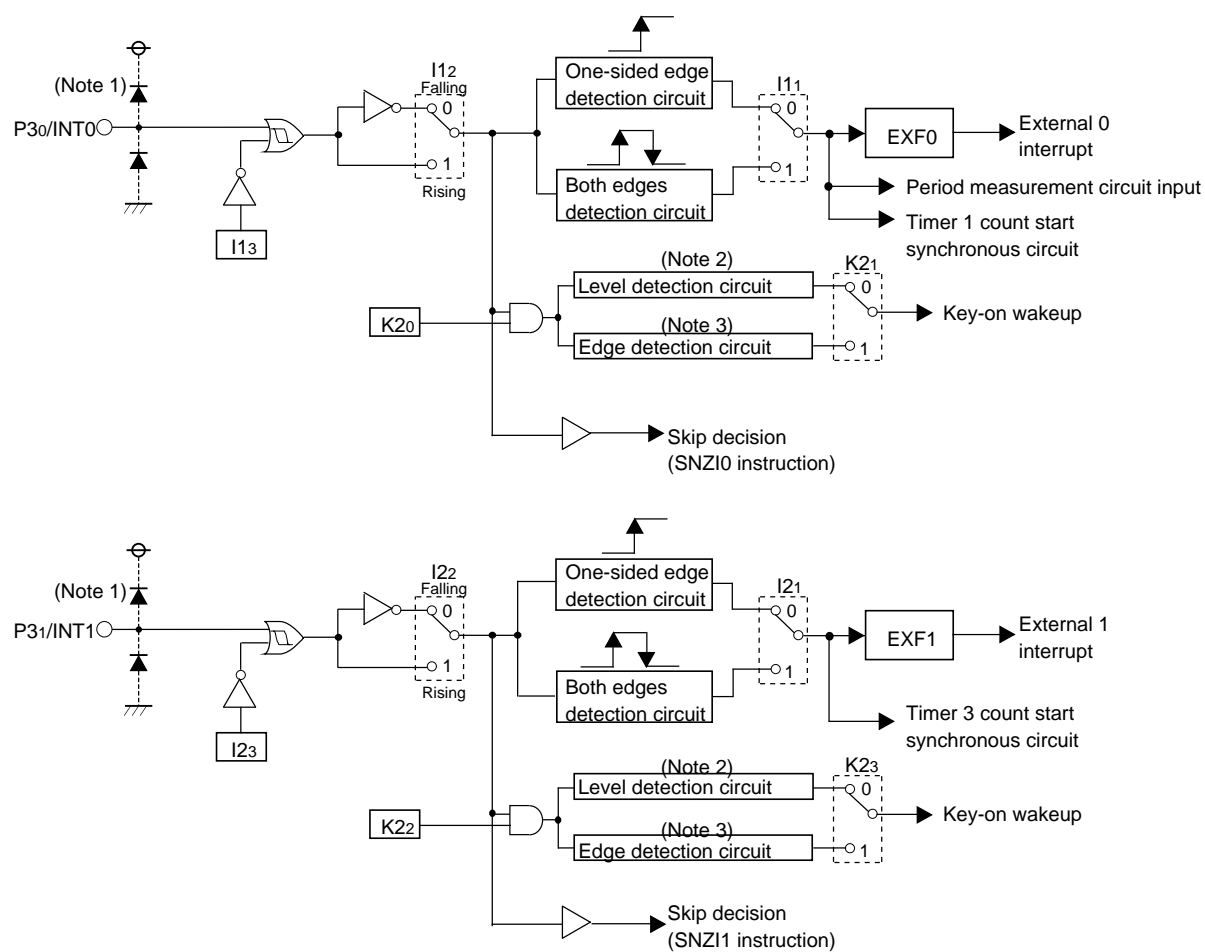 (Note 1)
P30/INT0
I13
I12
Falling
0
1
Rising
One-sided edge
detection circuit
Both edges
detection circuit
I11
0
1
EXF0
External 0
interrupt
Period measurement circuit input
Timer 1 count start
synchronous circuit
K20
(Note 2)
Level detection circuit
(Note 3)
Edge detection circuit
K21
0
1
Key-on wakeup
Skip decision
(SNZI0 instruction)
(Note 1)
P31/INT1
I23
I22
Falling
0
1
Rising
One-sided edge
detection circuit
Both edges
detection circuit
I21
0
1
EXF1
External 1
interrupt
Timer 3 count start
synchronous circuit
K22
(Note 2)
Level detection circuit
(Note 3)
Edge detection circuit
K23
0
1
Key-on wakeup
Skip decision
(SNZI1 instruction)